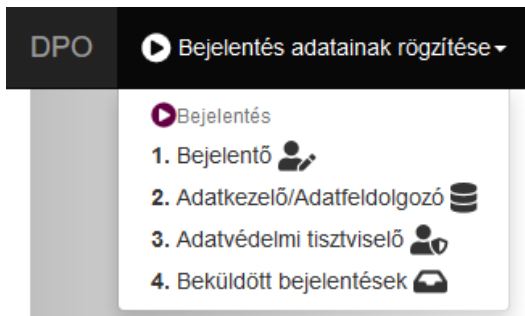 DPO Bejelentés adatainak rögzítése
Bejelentés
1. Bejelentő
2. Adatkezelő/Adatfeldolgozó
3. Adatvédelmi tisztviselő
4. Beküldött bejelentések